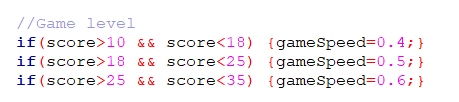 //Game level
if(score>10 && score<18) {gameSpeed=0.4;}
if(score>18 && score<25) {gameSpeed=0.5;}
if(score>25 && score<35) {gameSpeed=0.6;}